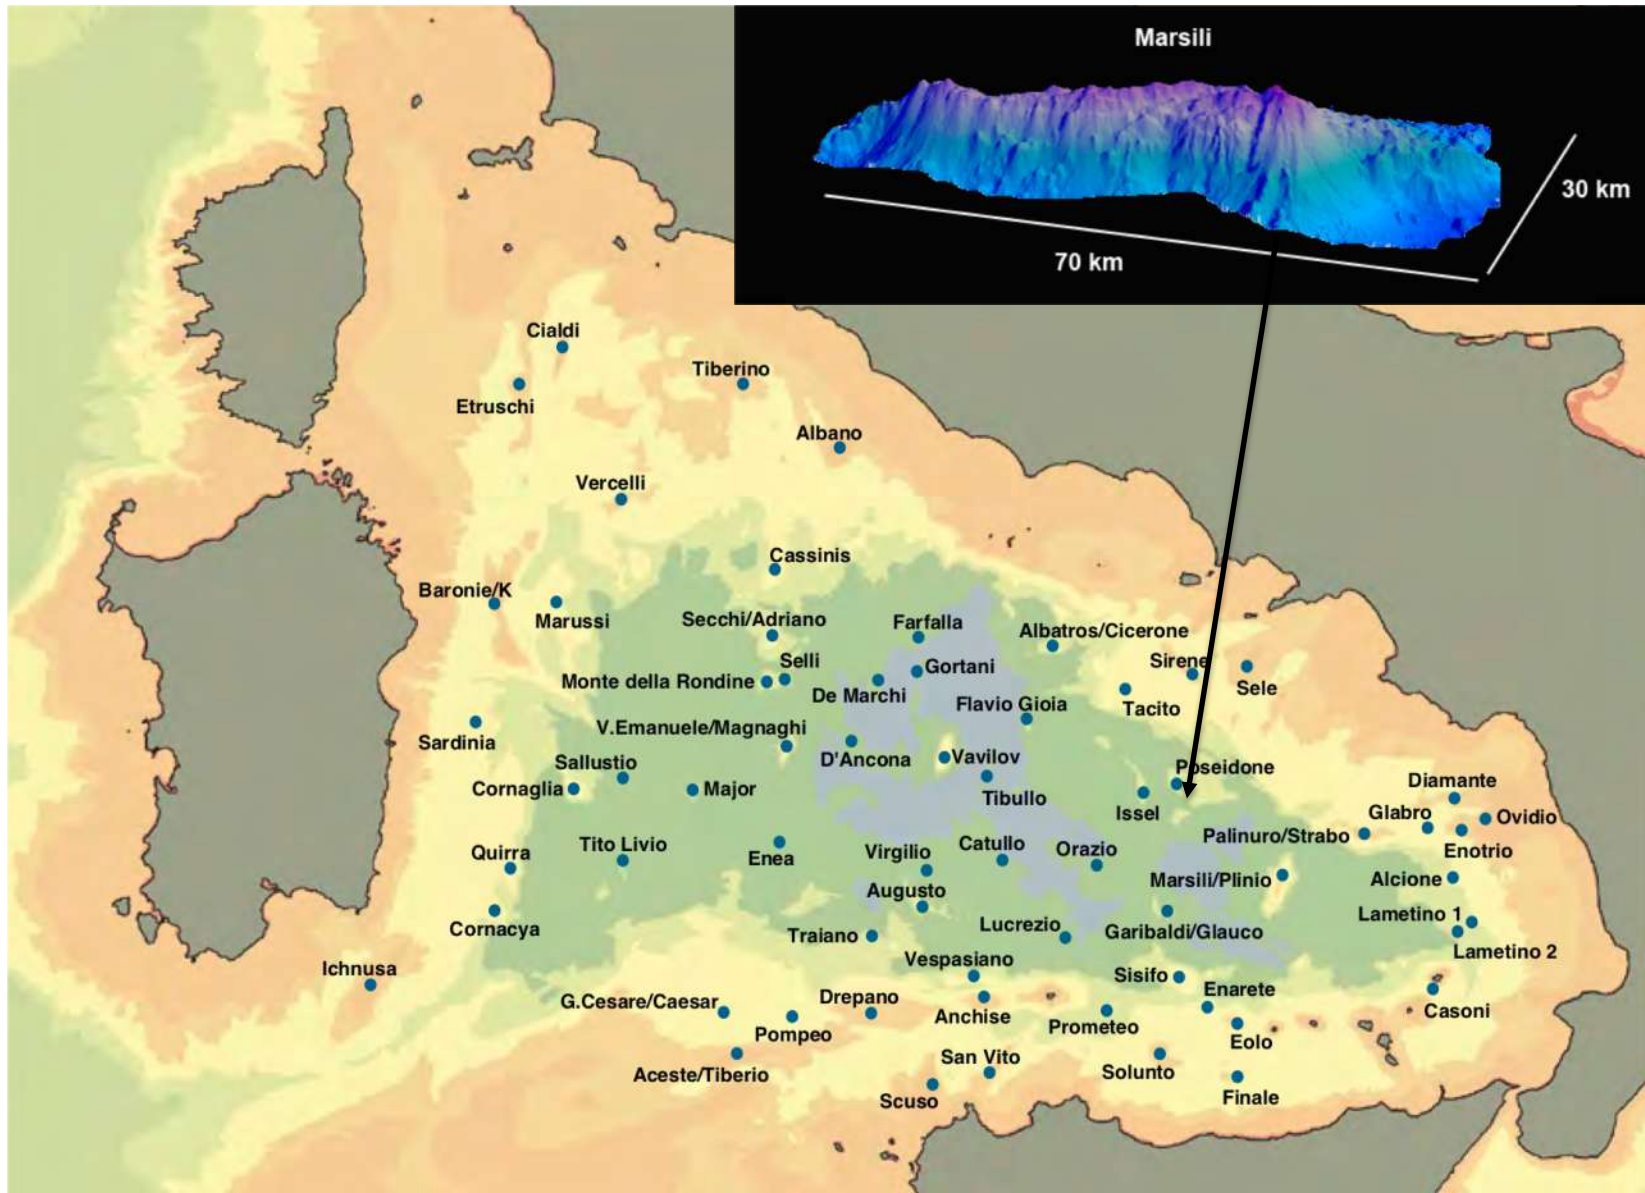 Marsili
30 km
70 km
Cialdi
Tiberino
Etruschi
Albano
Vercelli
Cassinis
Baronie/K
Marussi
Secchi/Adriano
Farfalla
Albatros/Cicerone
Selli
Gortani
Sirene
Monte della Rondine
De Marchi
Sele
Flavio Gioia
Tacito
V.Emanuele/Magnaghi
Sardinia
D'Ancona
Vavilov
Sallustio
Poseidone
Cornaglia
Major
Tibullo
Diamante
Issel
Glabro
Ovidio
Palinuro/Strabo
Tito Livio
Catullo
Orazio
Enotrio
Quirra
Enea
Virgilio
Marsili/Plinio
Alcione
Augusto
Lametino 1
Cornacya
Traiano
Lucrezio
Garibaldi/Glauco
Lametino 2
Vespasiano
Ichnusa
Sisifo
Enarete
G.Cesare/Caesar
Drepano
Casoni
Anchise
Prometeo
Pompeo
Eolo
San Vito
Aceste/Tiberio
Solunto
Scuso
Finale